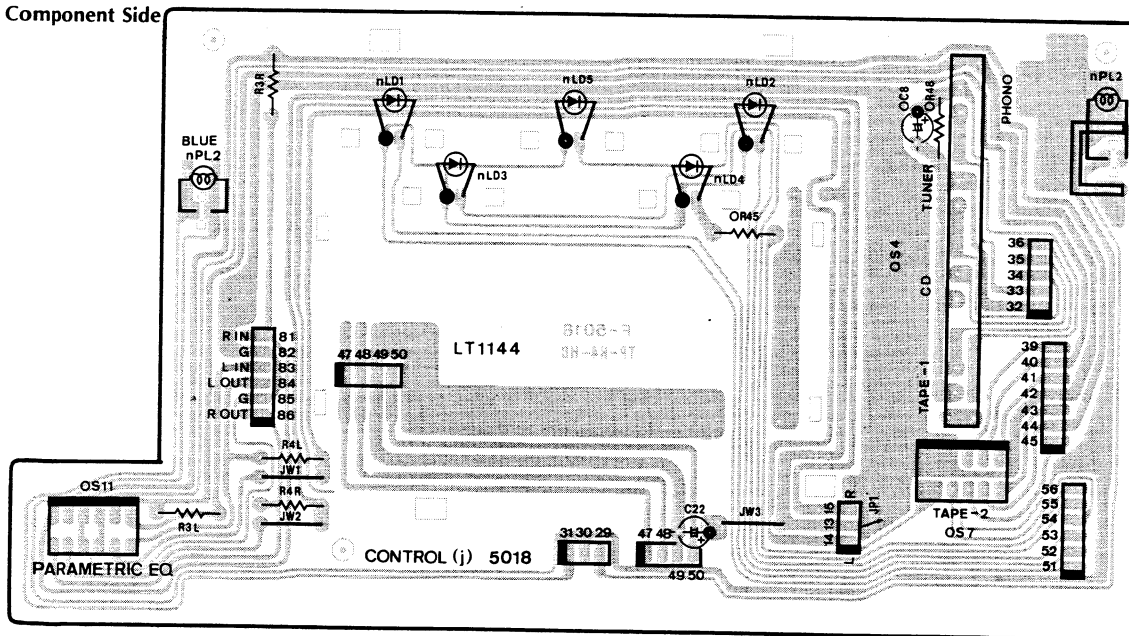 Component Side
R3R
nLD1
nLD5
nLD2
OC8
OR48
PHONO
nPL2
BLUE
nPL2
nLD3
nLD4
OR45
TUNER
OS4
CD
TAPE-1
36
35
34
33
32
R IN 81
G 82
L IN 83
L OUT 84
G 85
R OUT 86
47 48 49 50
LT1144
39
40
41
42
43
44
45
R4L
JW1
R4R
JW2
OS11
R3L
PARAMETRIC EQ
CONTROL (j) 5018
31 30 29
47 48
49 50
C22
JW3
R
14 13 15
L
JP1
TAPE-2
OS7
56
55
54
53
52
51